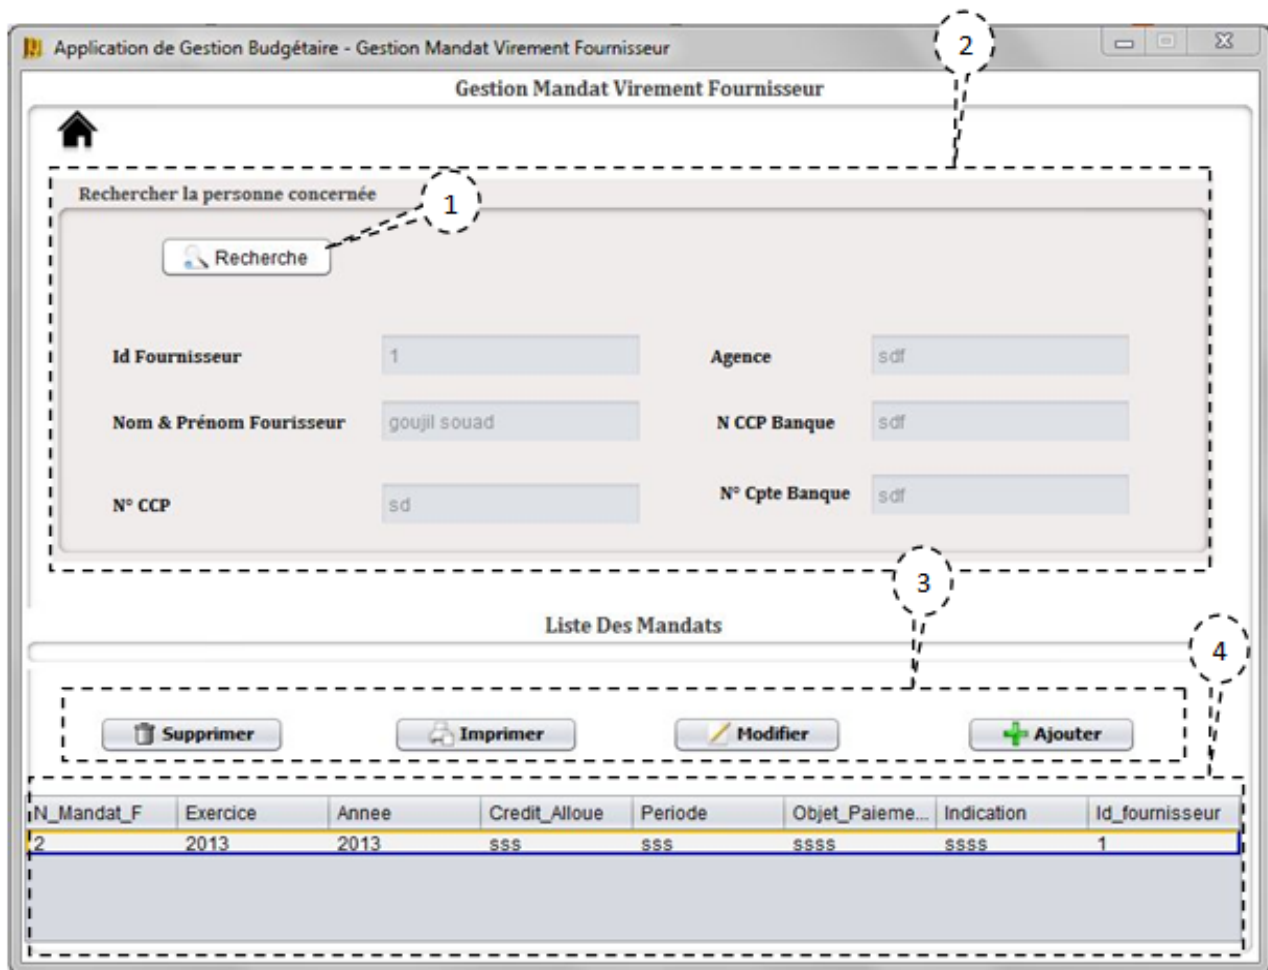 Application de Gestion Budgétaire - Gestion Mandat Virement Fournisseur
2
Gestion Mandat Virement Fournisseur
Rechercher la personne concernée
1
Recherche
Id Fournisseur 1 Agence sdf
Nom & Prénom Fourisseur goujil souad N CCP Banque sdf
N° CCP sd N° Cpte Banque sdf
3
Liste Des Mandats
4
Supprimer Imprimer Modifier Ajouter
N_Mandat_F Exercice Annee Credit_Alloue Periode Objet_Paieme... Indication Id_fournisseur
2 2013 2013 sss sss ssss ssss 1